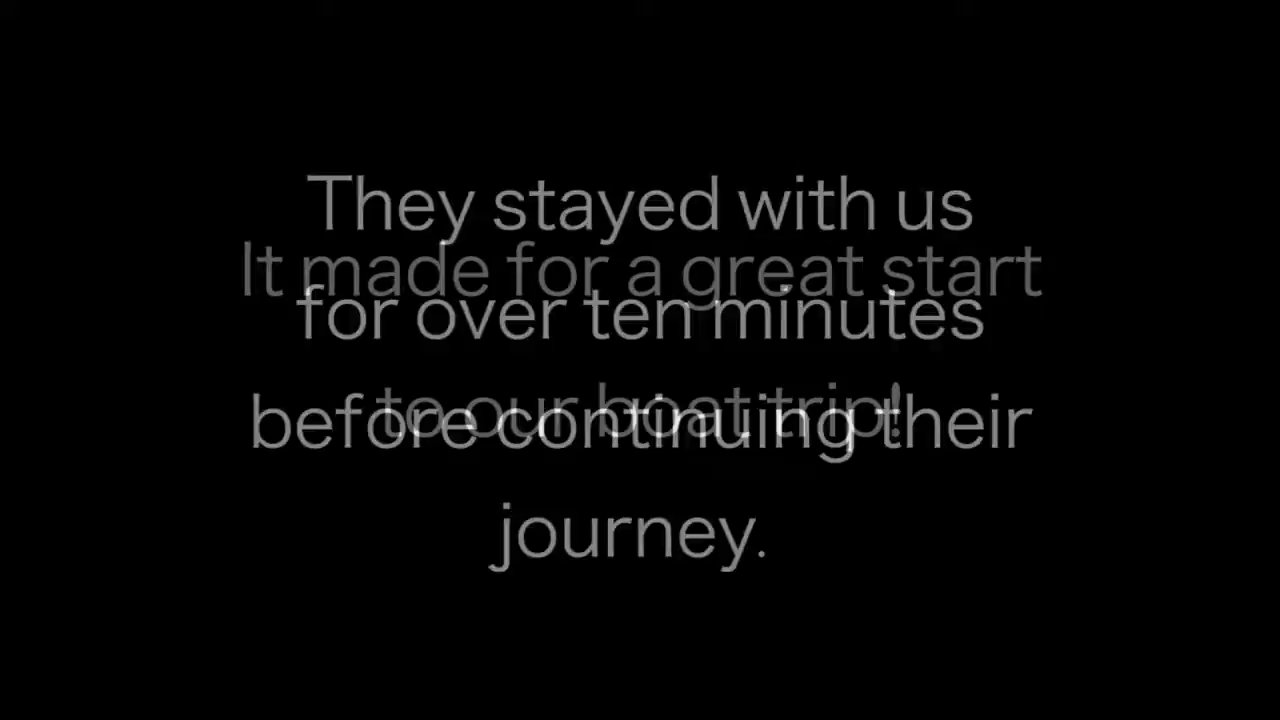 They stayed with us
for over ten minutes
before continuing their
journey.
It made for a great start
to our boat trip!